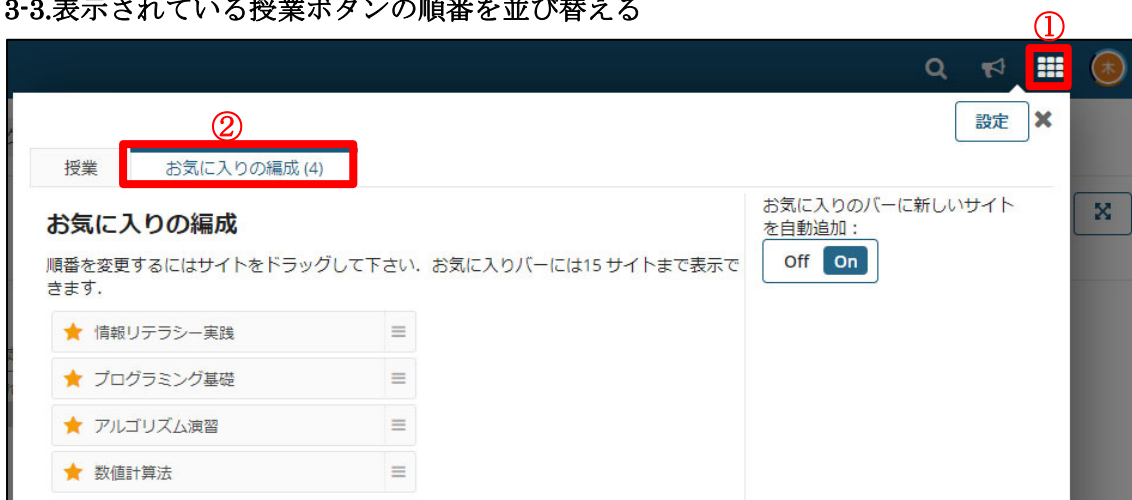 3-3.表示されている授業ボタンの順番を並び替える
①
木
設定
②
授業
お気に入りの編成 (4)
お気に入りの編成
順番を変更するにはサイトをドラッグして下さい．お気に入りバーには15 サイトまで表示で
きます．
情報リテラシー実践
プログラミング基礎
アルゴリズム演習
数値計算法
お気に入りのバーに新しいサイト
を自動追加：
Off On